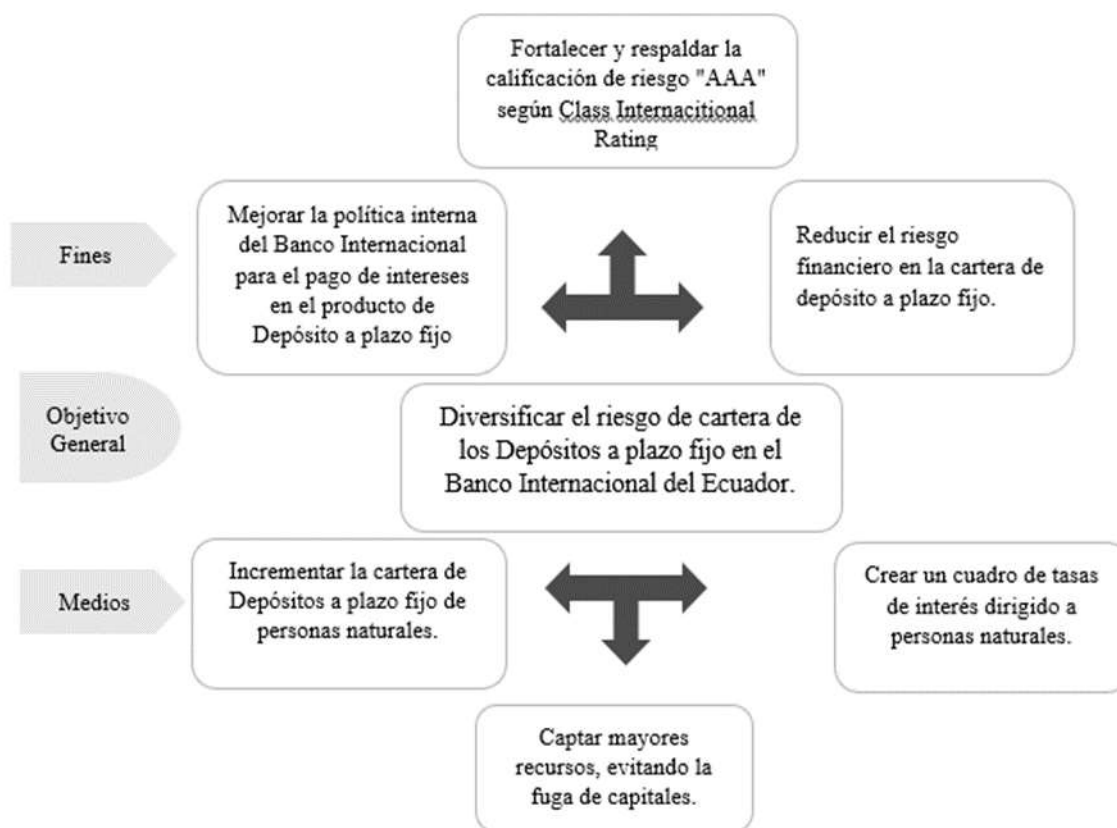 Fortalecer y respaldar la
calificación de riesgo "AAA"
según Class Internacitional
Rating
Fines
Mejorar la política interna
del Banco Internacional
para el pago de intereses
en el producto de
Depósito a plazo fijo
Reducir el riesgo
financiero en la cartera de
depósito a plazo fijo.
Objetivo
General
Diversificar el riesgo de cartera de
los Depósitos a plazo fijo en el
Banco Internacional del Ecuador.
Medios
Incrementar la cartera de
Depósitos a plazo fijo de
personas naturales.
Crear un cuadro de tasas
de interés dirigido a
personas naturales.
Captar mayores
recursos, evitando la
fuga de capitales.